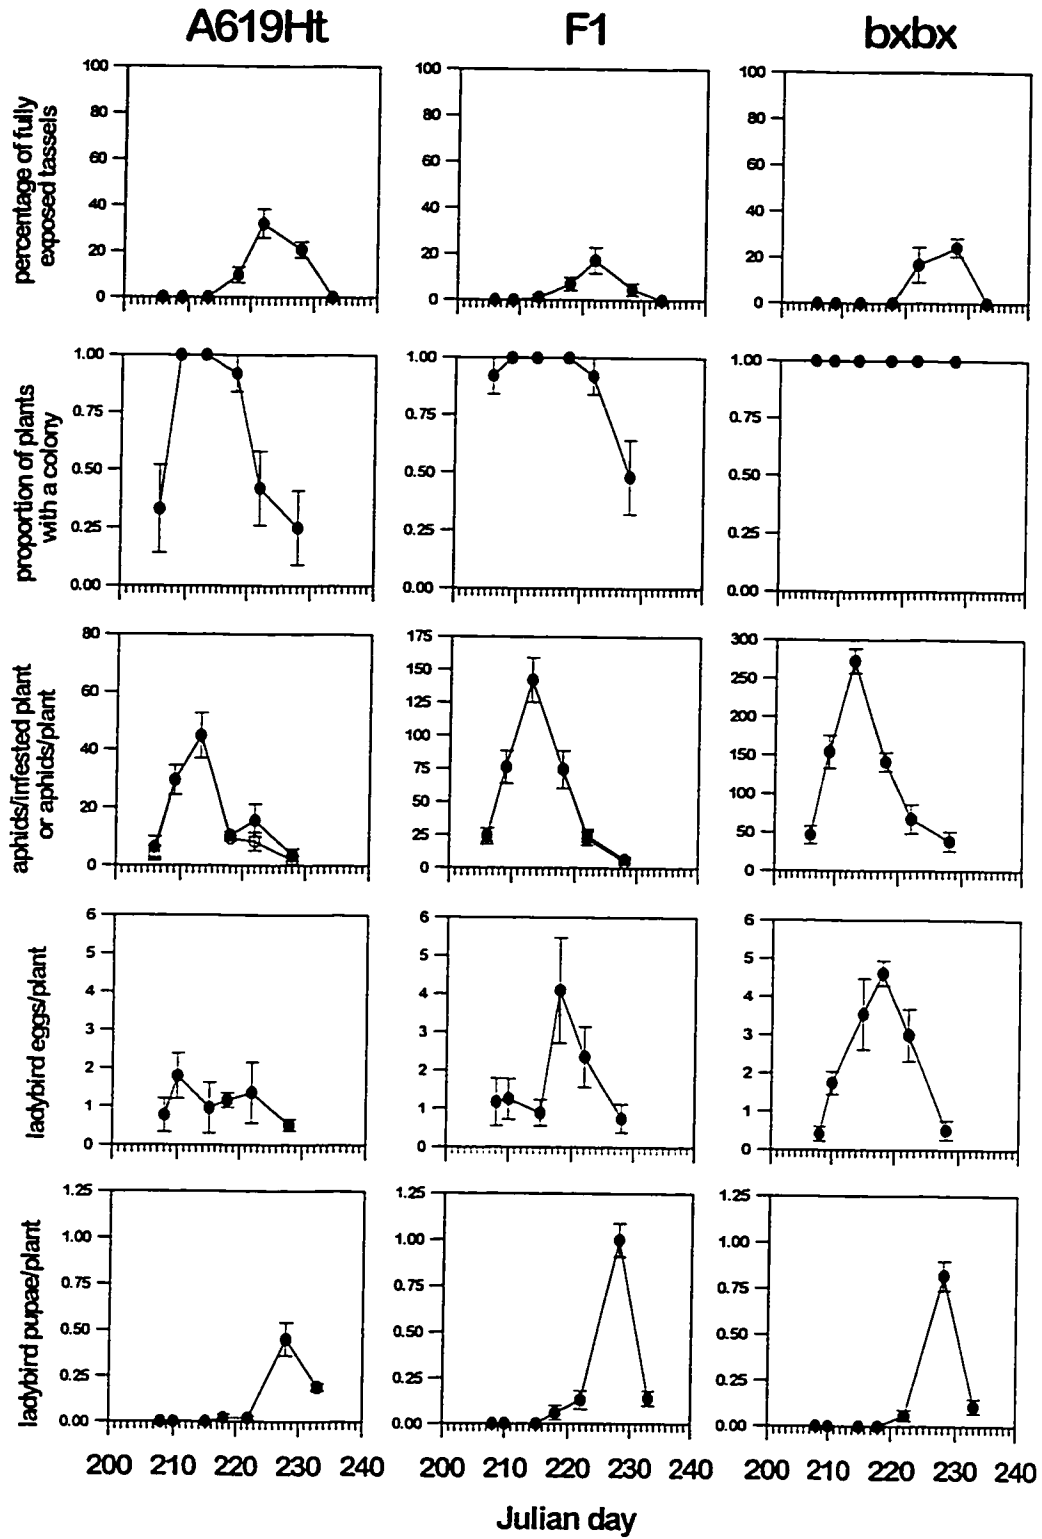 A619Ht F1 bxbx
percentage of fully
exposed tassels
100 80 60 40 20 0
100 80 60 40 20 0
100 80 60 40 20 0
proportion of plants
with a colony
1.00 0.75 0.50 0.25 0.00
1.00 0.75 0.50 0.25 0.00
1.00 0.75 0.50 0.25 0.00
aphids/infested plant
or aphids/plant
80 60 40 20 0
175 150 125 100 75 50 25 0
300 250 200 150 100 50 0
ladybird eggs/plant
6 5 4 3 2 1 0
6 5 4 3 2 1 0
6 5 4 3 2 1 0
ladybird pupae/plant
1.25 1.00 0.75 0.50 0.25 0.00
1.25 1.00 0.75 0.50 0.25 0.00
1.25 1.00 0.75 0.50 0.25 0.00
200 210 220 230 240 200 210 220 230 240 200 210 220 230 240
Julian day